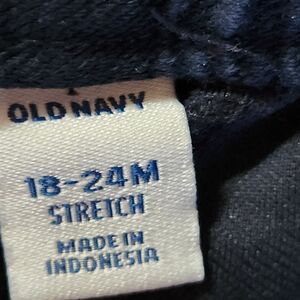 OLD NAVY
18-24M
STRETCH
MADE IN
INDONESIA